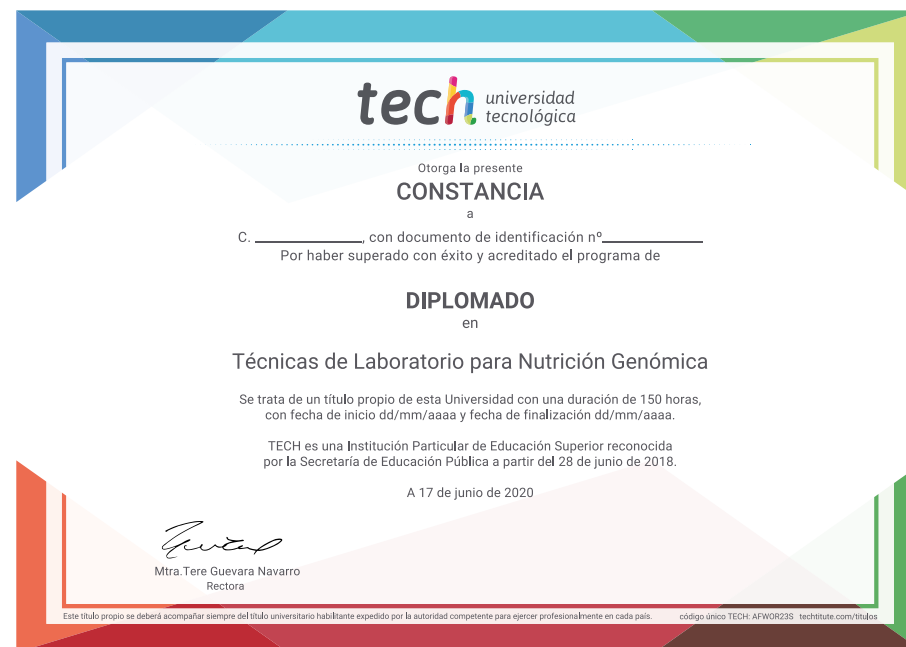 tech universidad
tecnológica
Otorga la presente
CONSTANCIA
a
C. ____________, con documento de identificación nº____________
Por haber superado con éxito y acreditado el programa de
DIPLOMADO
en
Técnicas de Laboratorio para Nutrición Genómica
Se trata de un título propio de esta Universidad con una duración de 150 horas,
con fecha de inicio dd/mm/aaaa y fecha de finalización dd/mm/aaaa.
TECH es una Institución Particular de Educación Superior reconocida
por la Secretaría de Educación Pública a partir del 28 de junio de 2018.
A 17 de junio de 2020
Mtra.Tere Guevara Navarro
Rectora
Este título propio se deberá acompañar siempre del título universitario habilitante expedido por la autoridad competente para ejercer profesionalmente en cada país. código único TECH: AFWOR23S techtitute.com/titulos